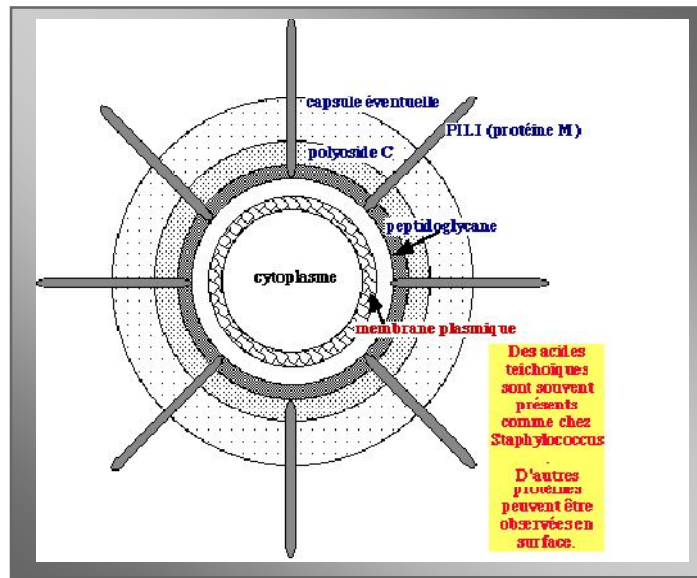 capsule éventuelle
PILI (protéine M)
polyoside C
peptidoglycane
cytoplasme
membrane plasmique
Des acides
teichoïques
sont souvent
présents
comme chez
Staphylococcus
.
D'autres
protéines
peuvent être
observées en
surface.